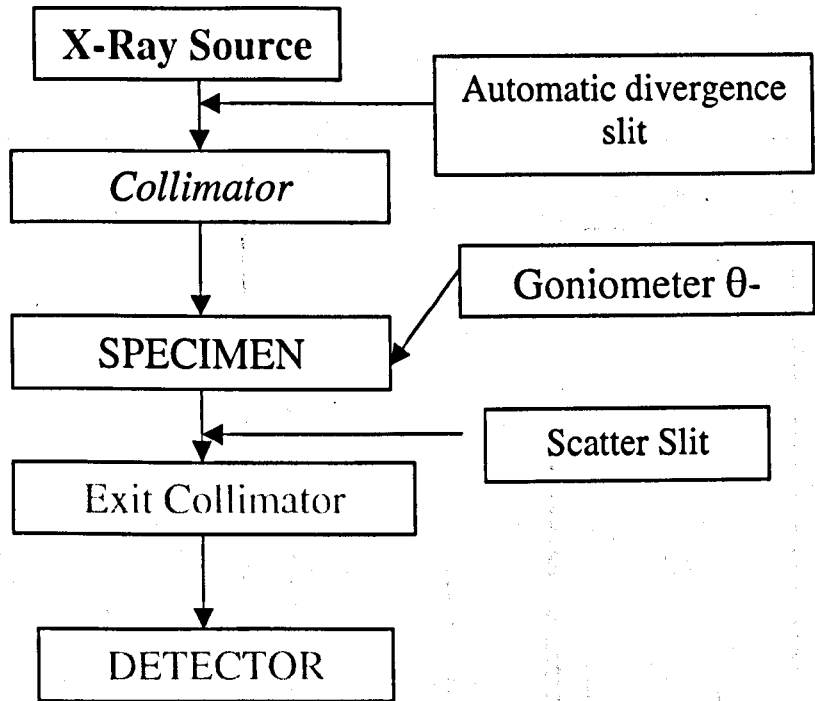 X-Ray Source
Automatic divergence
slit
Collimator
Goniometer θ-
SPECIMEN
Scatter Slit
Exit Collimator
DETECTOR